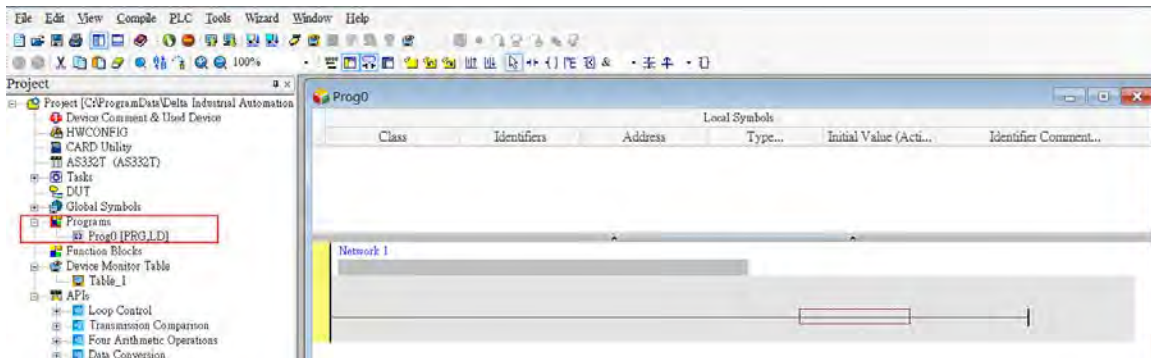 File Edit View Compile PLC Tools Wizard Window Help
100%
Project
Project [C:\ProgramData\Delta Industrial Automation
Device Comment & Used Device
HWCONFIG
CARD Utility
AS332T (AS332T)
Tasks
DUT
Global Symbols
Programs
Prog0 [PRG,LD]
Function Blocks
Device Monitor Table
Table_1
APIs
Loop Control
Transmission Comparison
Four Arithmetic Operations
Data Conversion
Prog0
Local Symbols
Class Identifiers Address Type... Initial Value (Acti... Identifier Comment...
Network 1